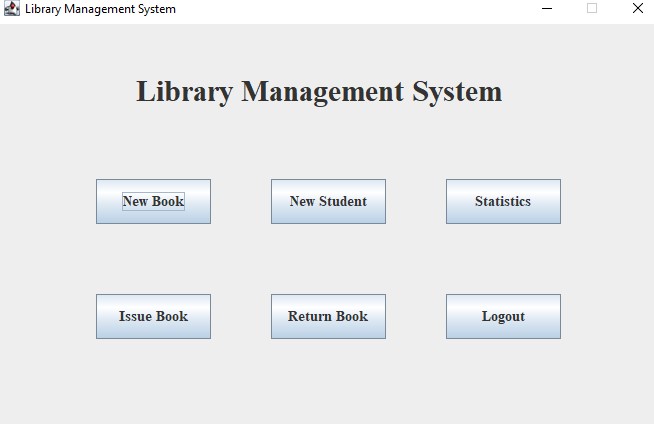 Library Management System
Library Management System
New Book
New Student
Statistics
Issue Book
Return Book
Logout